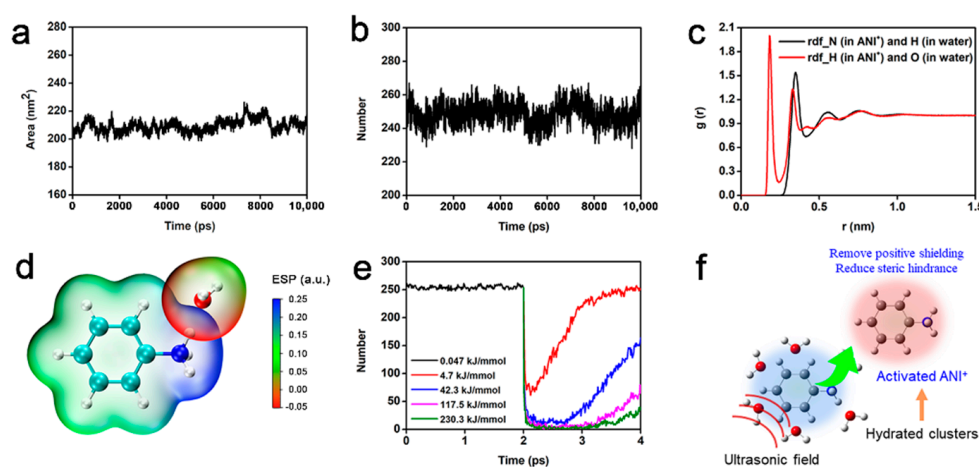 a
280
260
240
220
200
180
160
Area (nm²)
0 2000 4000 6000 8000 10,000
Time (ps)
b
300
280
260
240
220
200
Number
0 2000 4000 6000 8000 10,000
Time (ps)
c
rdf_N (in ANI⁺) and H (in water)
rdf_H (in ANI⁺) and O (in water)
2.1
1.8
1.5
1.2
0.9
0.6
0.3
0.0
g (r)
0.0 0.5 1.0 1.5
r (nm)
d
ESP (a.u.)
0.25
0.20
0.15
0.10
0.05
0.00
-0.05
e
300
250
200
150
100
50
0
Number
0.047 kJ/mmol
4.7 kJ/mmol
42.3 kJ/mmol
117.5 kJ/mmol
230.3 kJ/mmol
0 1 2 3 4
Time (ps)
f
Remove positive shielding
Reduce steric hindrance
Activated ANI⁺
Hydrated clusters
Ultrasonic field